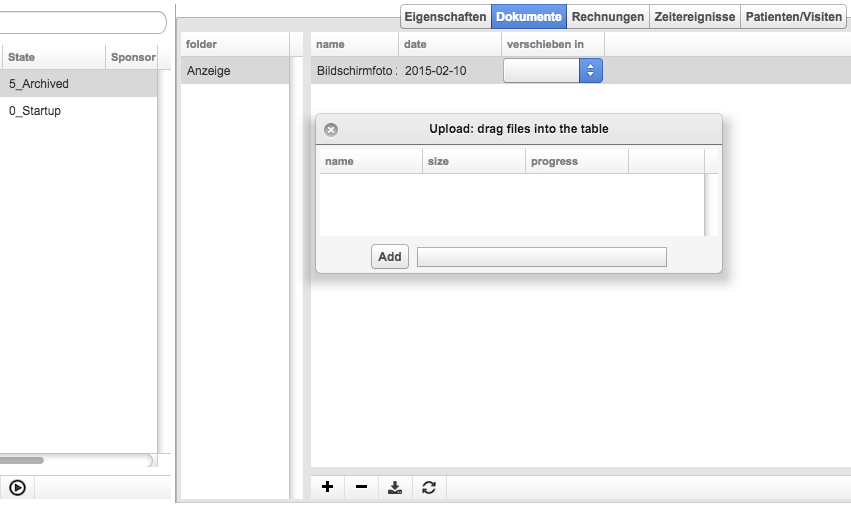 Eigenschaften Dokumente Rechnungen Zeitereignisse Patienten/Visiten
State Sponsor
5_Archived
0_Startup
folder
Anzeige
name date verschieben in
Bildschirmfoto 2015-02-10
Upload: drag files into the table
name size progress
Add